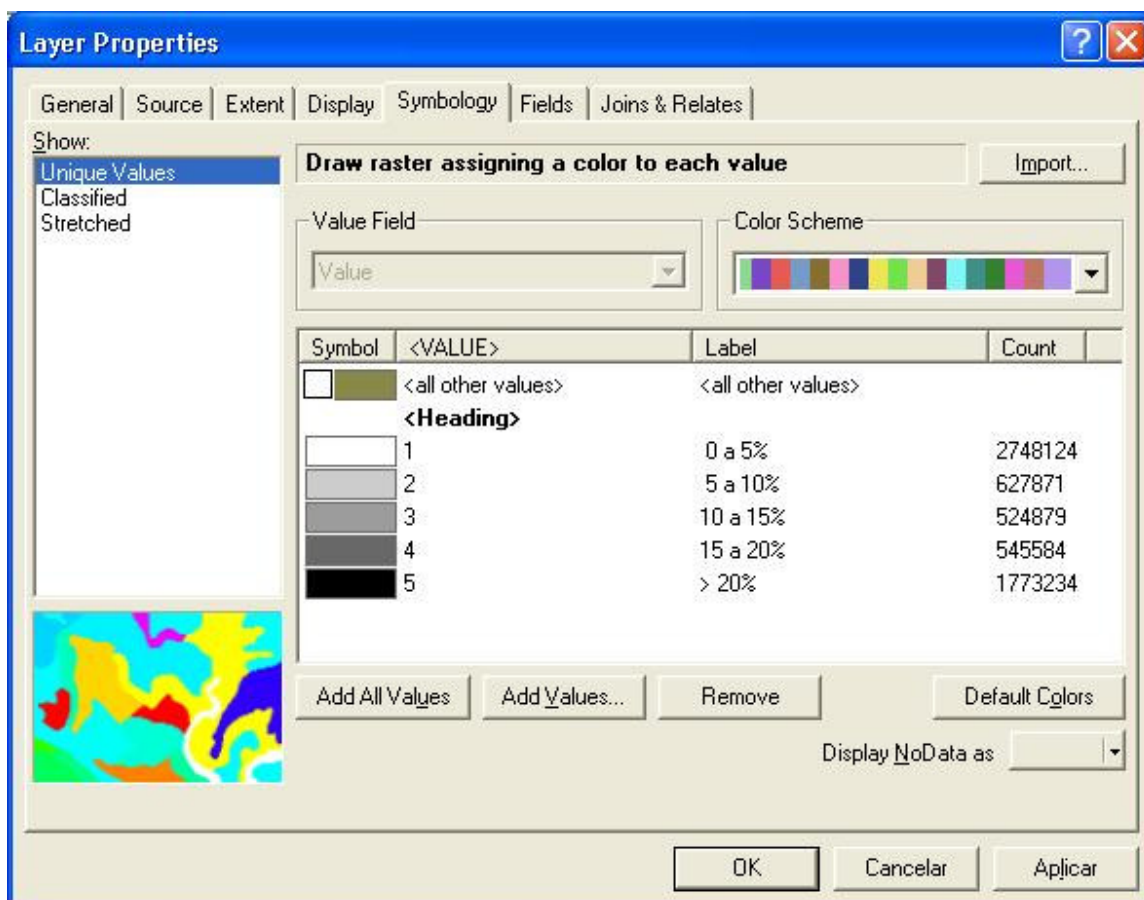 Layer Properties
General Source Extent Display Symbology Fields Joins & Relates
Show:
Unique Values
Classified
Stretched
Draw raster assigning a color to each value
Import...
Value Field
Value
Color Scheme
Symbol <VALUE> Label Count
<all other values> <all other values>
<Heading>
1 0 a 5% 2748124
2 5 a 10% 627871
3 10 a 15% 524879
4 15 a 20% 545584
5 > 20% 1773234
Add All Values Add Values... Remove Default Colors
Display NoData as
OK Cancelar Aplicar